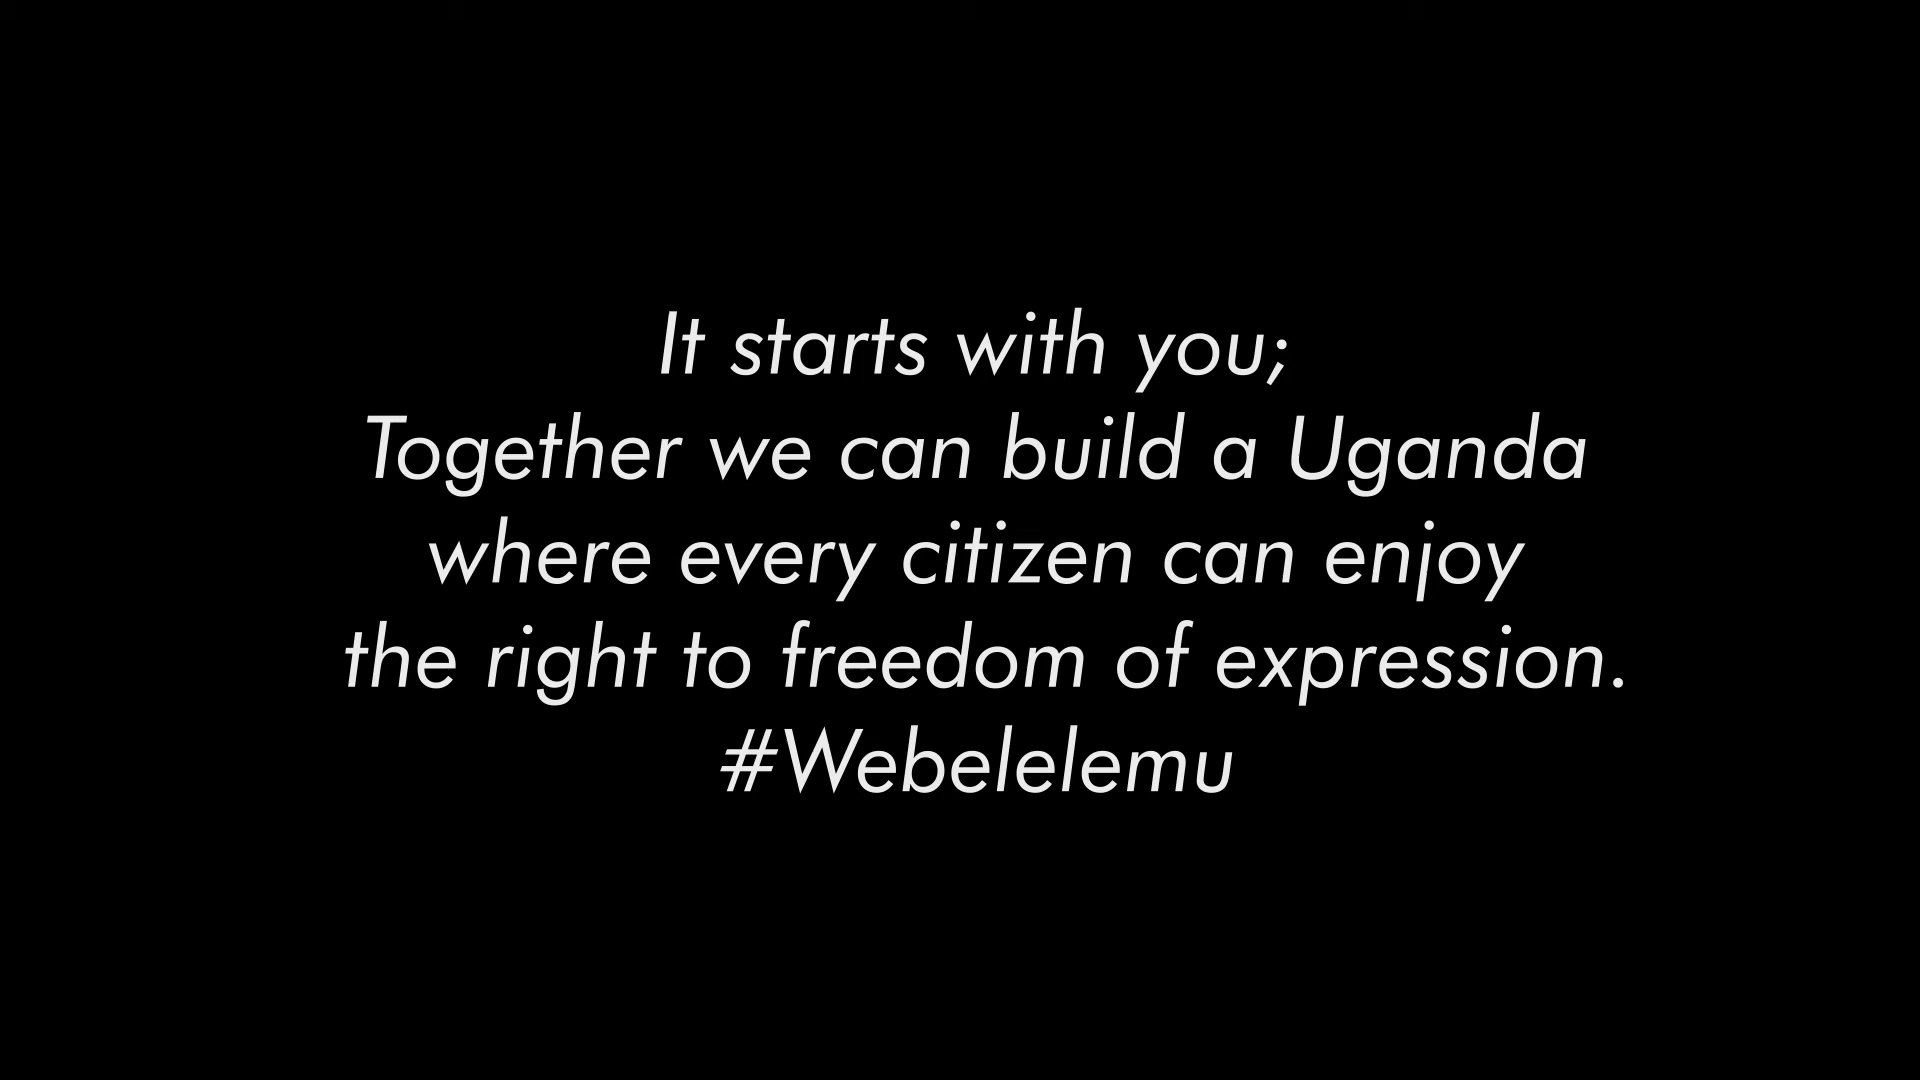 It starts with you;
Together we can build a Uganda
where every citizen can enjoy
the right to freedom of expression.
#Webelelemu